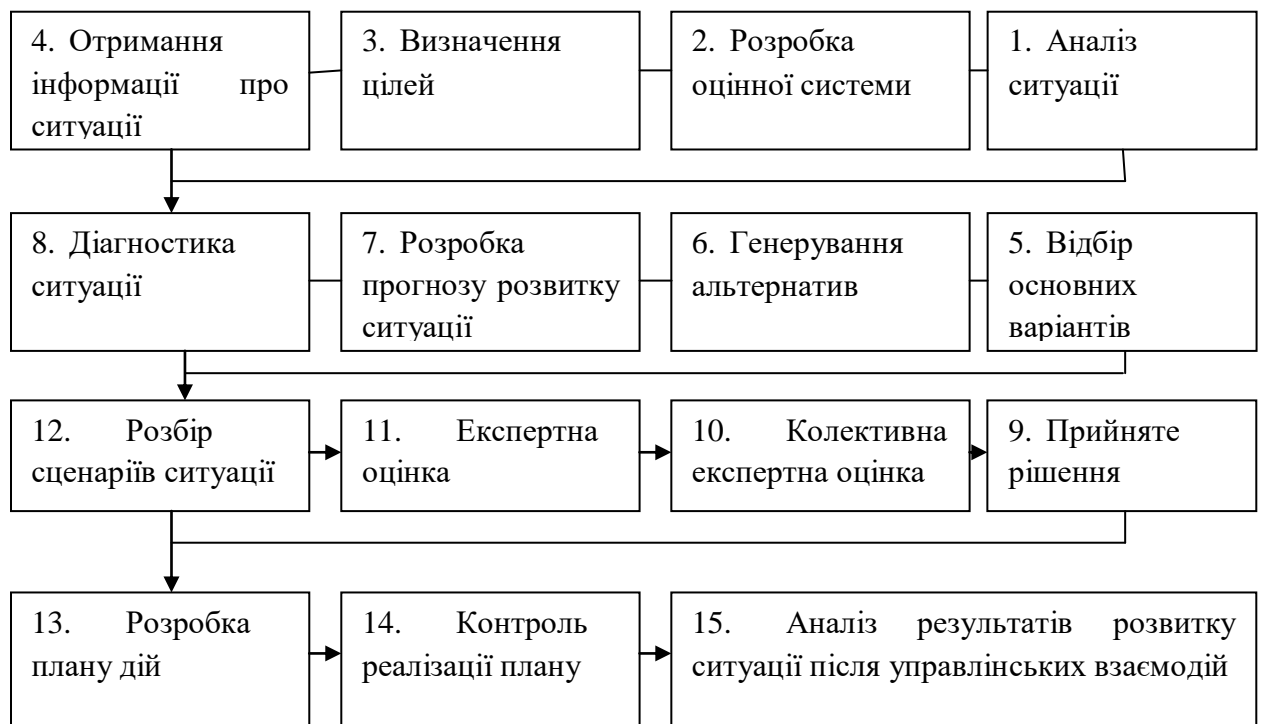 4. Отримання
інформації про
ситуації
3. Визначення
цілей
2. Розробка
оцінної системи
1. Аналіз
ситуації
8. Діагностика
ситуації
7. Розробка
прогнозу розвитку
ситуації
6. Генерування
альтернатив
5. Відбір
основних
варіантів
12. Розбір
сценаріїв ситуації
11. Експертна
оцінка
10. Колективна
експертна оцінка
9. Прийняте
рішення
13. Розробка
плану дій
14. Контроль
реалізації плану
15. Аналіз результатів розвитку
ситуації після управлінських взаємодій